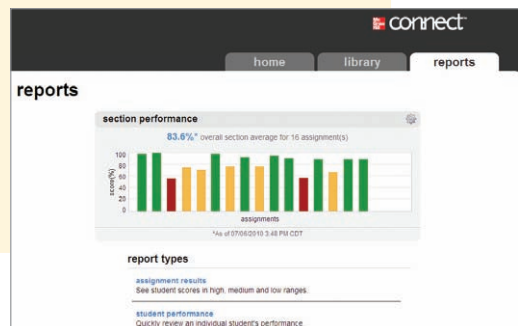 connect
home library reports
reports
section performance
83.6%* overall section average for 16 assignment(s)
100
80
60
40
20
0
score(%)
assignments
*As of 07/06/2010 3:48 PM CDT
report types
assignment results
See student scores in high, medium and low ranges.
student performance
Quickly review an individual student's performance